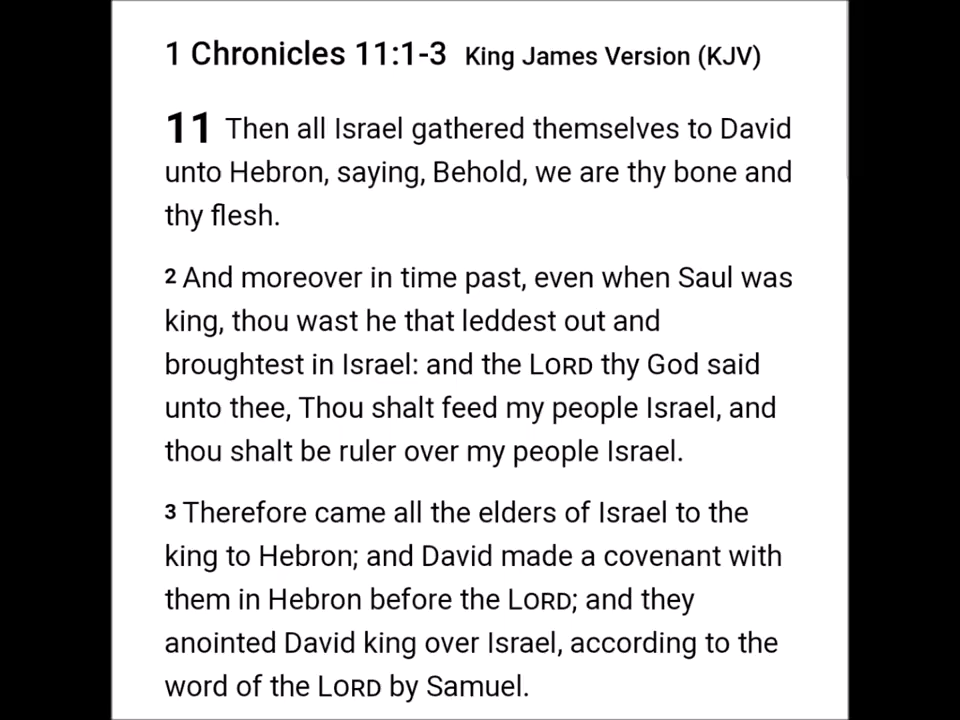 1 Chronicles 11:1-3 King James Version (KJV)
11 Then all Israel gathered themselves to David
unto Hebron, saying, Behold, we are thy bone and
thy flesh.
2 And moreover in time past, even when Saul was
king, thou wast he that leddest out and
broughtest in Israel: and the LORD thy God said
unto thee, Thou shalt feed my people Israel, and
thou shalt be ruler over my people Israel.
3 Therefore came all the elders of Israel to the
king to Hebron; and David made a covenant with
them in Hebron before the LORD; and they
anointed David king over Israel, according to the
word of the LORD by Samuel.